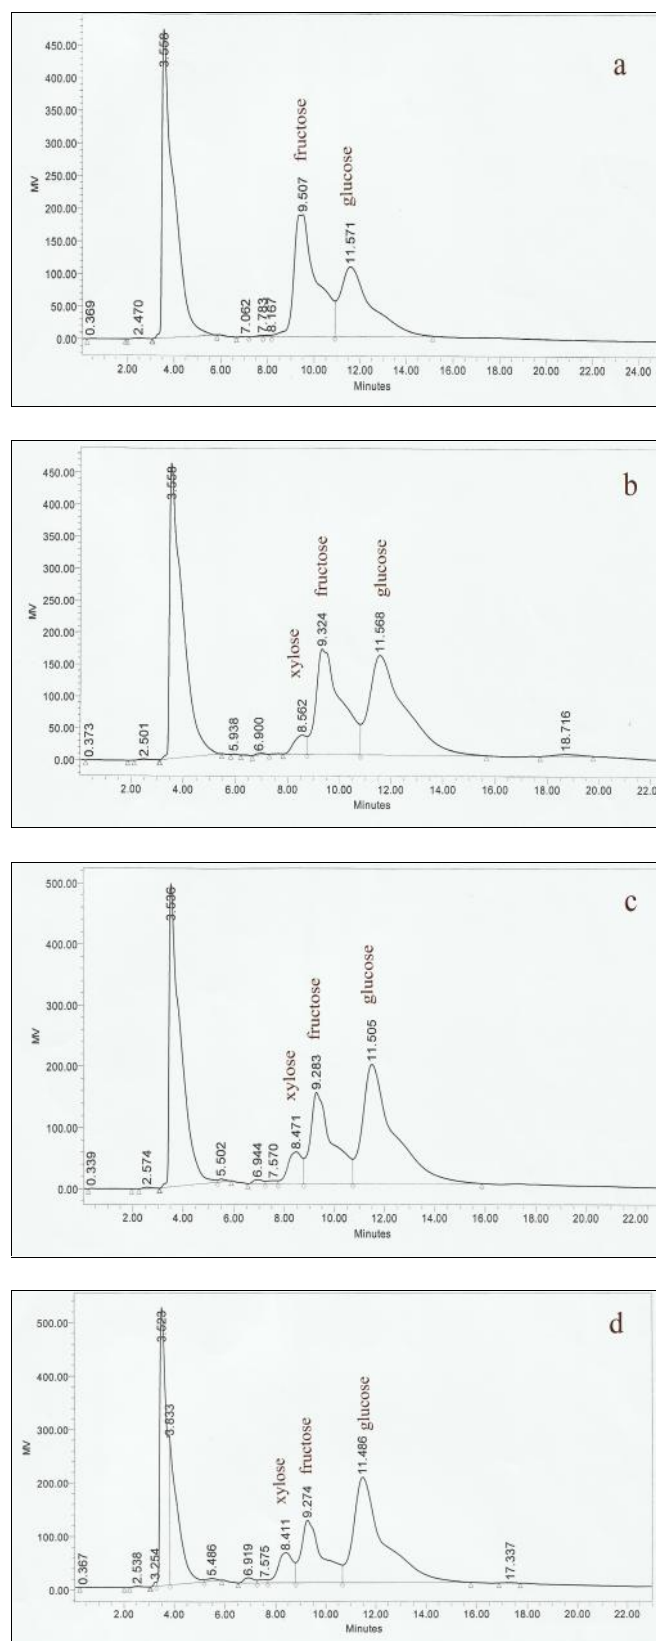 a
450.00
400.00
350.00
300.00
250.00
200.00
150.00
100.00
50.00
0.00
MV
0.369
2.470
3.558
7.062
7.783
8.167
fructose
9.507
glucose
11.571
2.00 4.00 6.00 8.00 10.00 12.00 14.00 16.00 18.00 20.00 22.00 24.00
Minutes
b
450.00
400.00
350.00
300.00
250.00
200.00
150.00
100.00
50.00
0.00
MV
0.373
2.501
3.558
5.938
6.900
xylose
8.562
fructose
9.324
glucose
11.568
18.716
2.00 4.00 6.00 8.00 10.00 12.00 14.00 16.00 18.00 20.00 22.00
Minutes
c
500.00
400.00
300.00
200.00
100.00
0.00
MV
0.339
2.574
3.536
5.502
6.944
7.570
xylose
8.471
fructose
9.283
glucose
11.505
2.00 4.00 6.00 8.00 10.00 12.00 14.00 16.00 18.00 20.00 22.00
Minutes
d
500.00
400.00
300.00
200.00
100.00
0.00
MV
0.367
2.538
3.254
3.523
3.833
5.486
6.919
7.575
xylose
8.411
fructose
9.274
glucose
11.486
17.337
2.00 4.00 6.00 8.00 10.00 12.00 14.00 16.00 18.00 20.00 22.00
Minutes